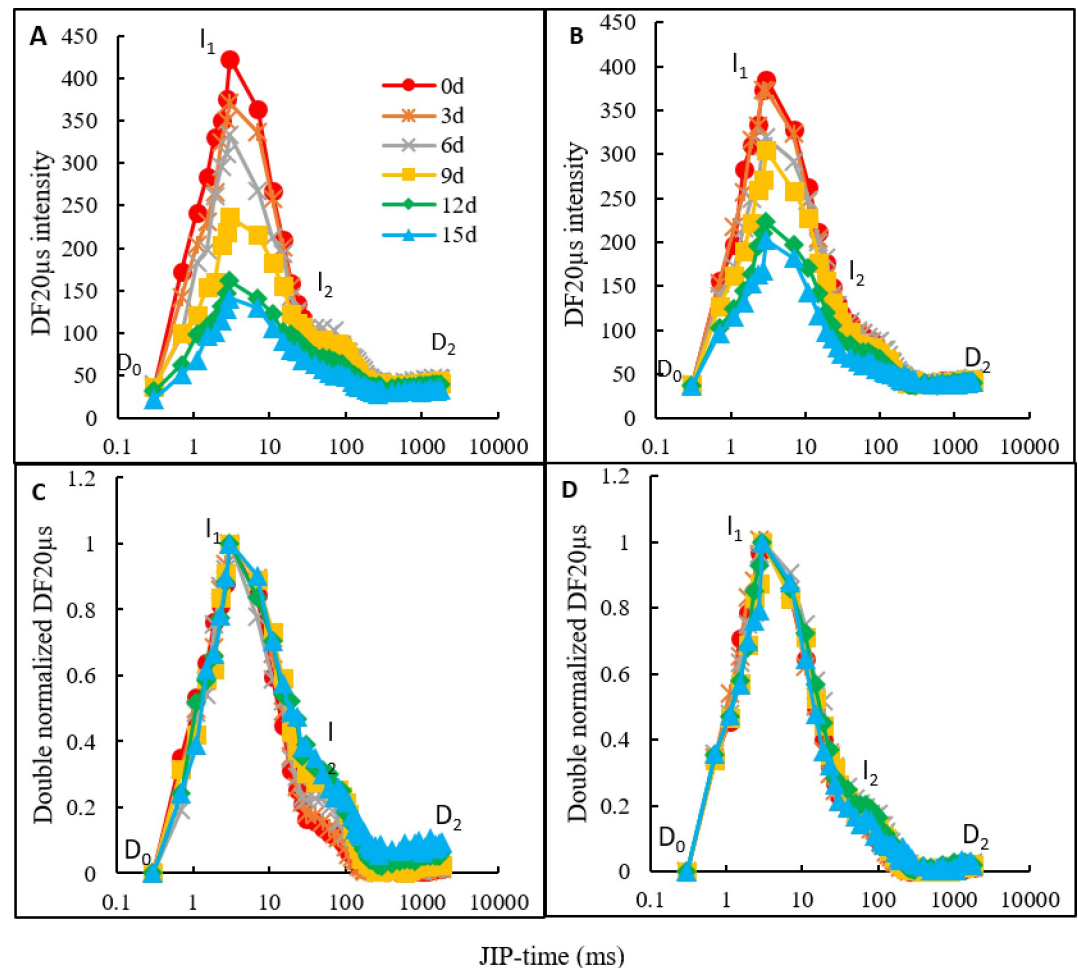 A
I1
DF20µs intensity
450
400
350
300
250
200
150
100
50
0
0d
3d
6d
9d
12d
15d
I2
D0
D2
0.1 1 10 100 1000 10000
B
I1
DF20µs intensity
450
400
350
300
250
200
150
100
50
0
I2
D0
D2
0.1 1 10 100 1000 10000
C
I1
Double normalized DF20µs
1.2
1
0.8
0.6
0.4
0.2
0
I
2
D0
D2
0.1 1 10 100 1000 10000
D
I1
Double normalized DF20µs
1.2
1
0.8
0.6
0.4
0.2
0
I2
D0
D2
0.1 1 10 100 1000 10000
JIP-time (ms)